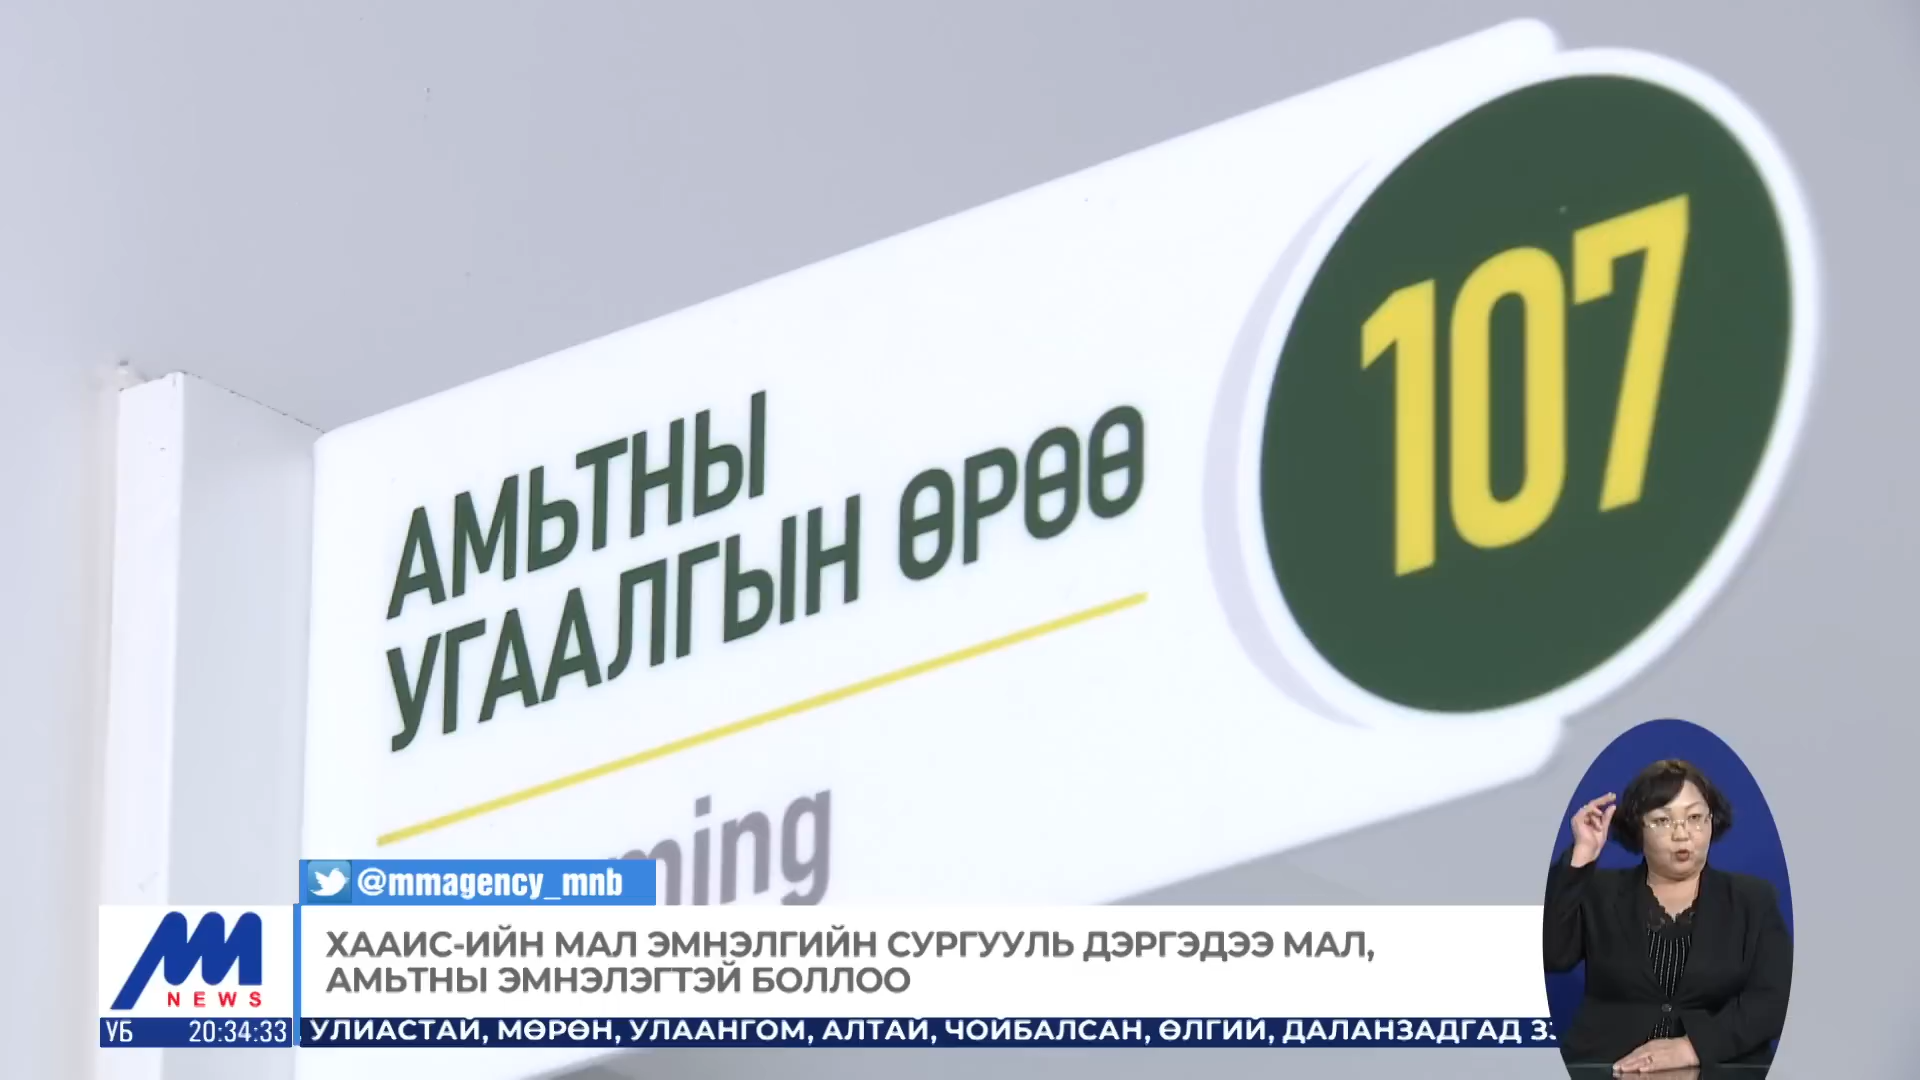 АМЬТНЫ
УГААЛГЫН ӨРӨӨ
107
@mmagency_mnb
MM
NEWS
ХААИС-ИЙН МАЛ ЭМНЭЛГИЙН СУРГУУЛЬ ДЭРГЭДЭЭ МАЛ,
АМЬТНЫ ЭМНЭЛЭГТЭЙ БОЛЛОО
УБ 20:34:33
УЛИАСТАЙ, МӨРӨН, УЛААНГОМ, АЛТАЙ, ЧОЙБАЛСАН, ӨЛГИЙ, ДАЛАНЗАДГАД